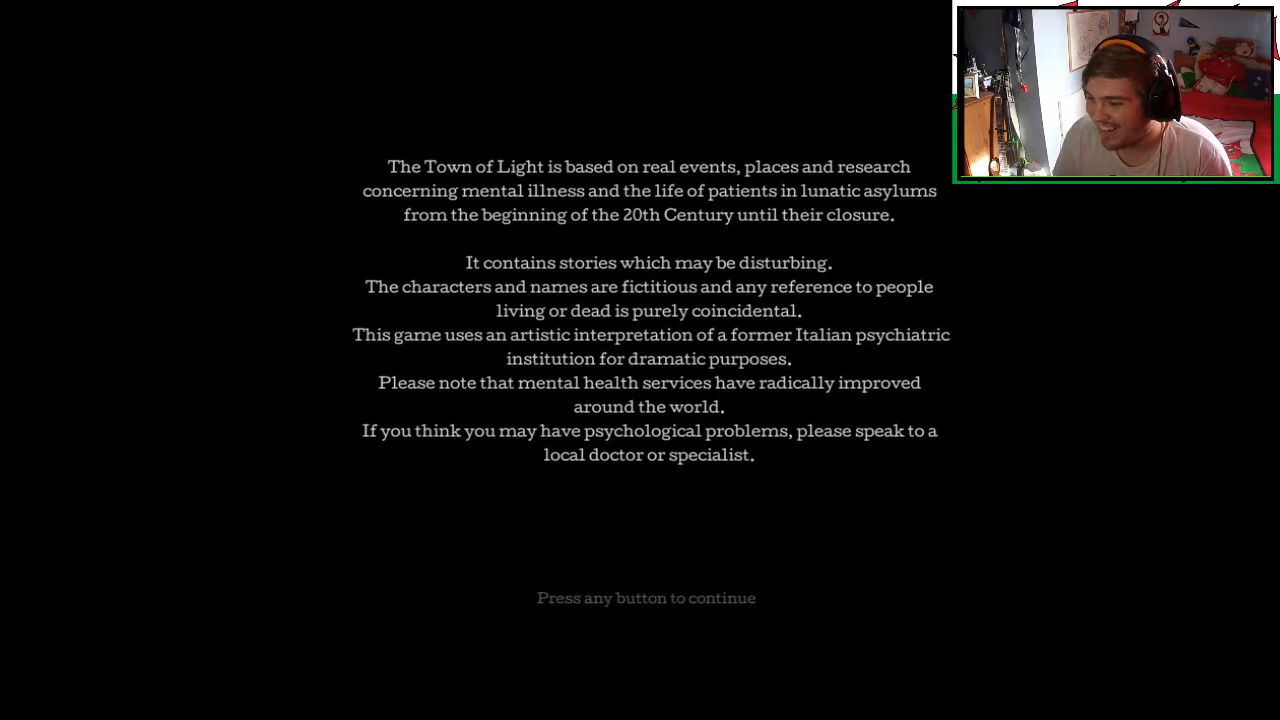 The Town of Light is based on real events, places and research
concerning mental illness and the life of patients in lunatic asylums
from the beginning of the 20th Century until their closure.
It contains stories which may be disturbing.
The characters and names are fictitious and any reference to people
living or dead is purely coincidental.
This game uses an artistic interpretation of a former Italian psychiatric
institution for dramatic purposes.
Please note that mental health services have radically improved
around the world.
If you think you may have psychological problems, please speak to a
local doctor or specialist.
Press any button to continue